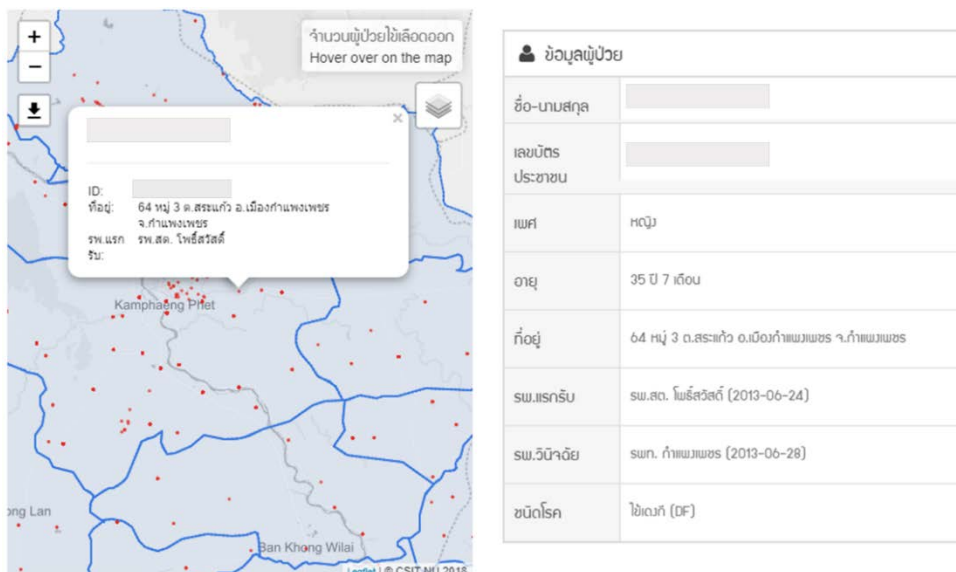 +
−
จำนวนผู้ป่วยไข้เลือดออก
Hover over on the map
×
ID:
ที่อยู่: 64 หมู่ 3 ต.สระแก้ว อ.เมืองกำแพงเพชร
จ.กำแพงเพชร
รพ.แรก รพ.สต. โพธิ์สวัสดิ์
รับ:
Kamphaeng Phet
ong Lan
Ban Khong Wilai
Leaflet | © CSIT NU 2018
ข้อมูลผู้ป่วย
ชื่อ-นามสกุล
เลขบัตร
ประชาชน
เพศ หญิง
อายุ 35 ปี 7 เดือน
ที่อยู่ 64 หมู่ 3 ต.สระแก้ว อ.เมืองกำแพงเพชร จ.กำแพงเพชร
รพ.แรกรับ รพ.สต. โพธิ์สวัสดิ์ (2013-06-24)
รพ.วินิจฉัย รพท. กำแพงเพชร (2013-06-28)
ชนิดโรค ไข้เดงกี (DF)